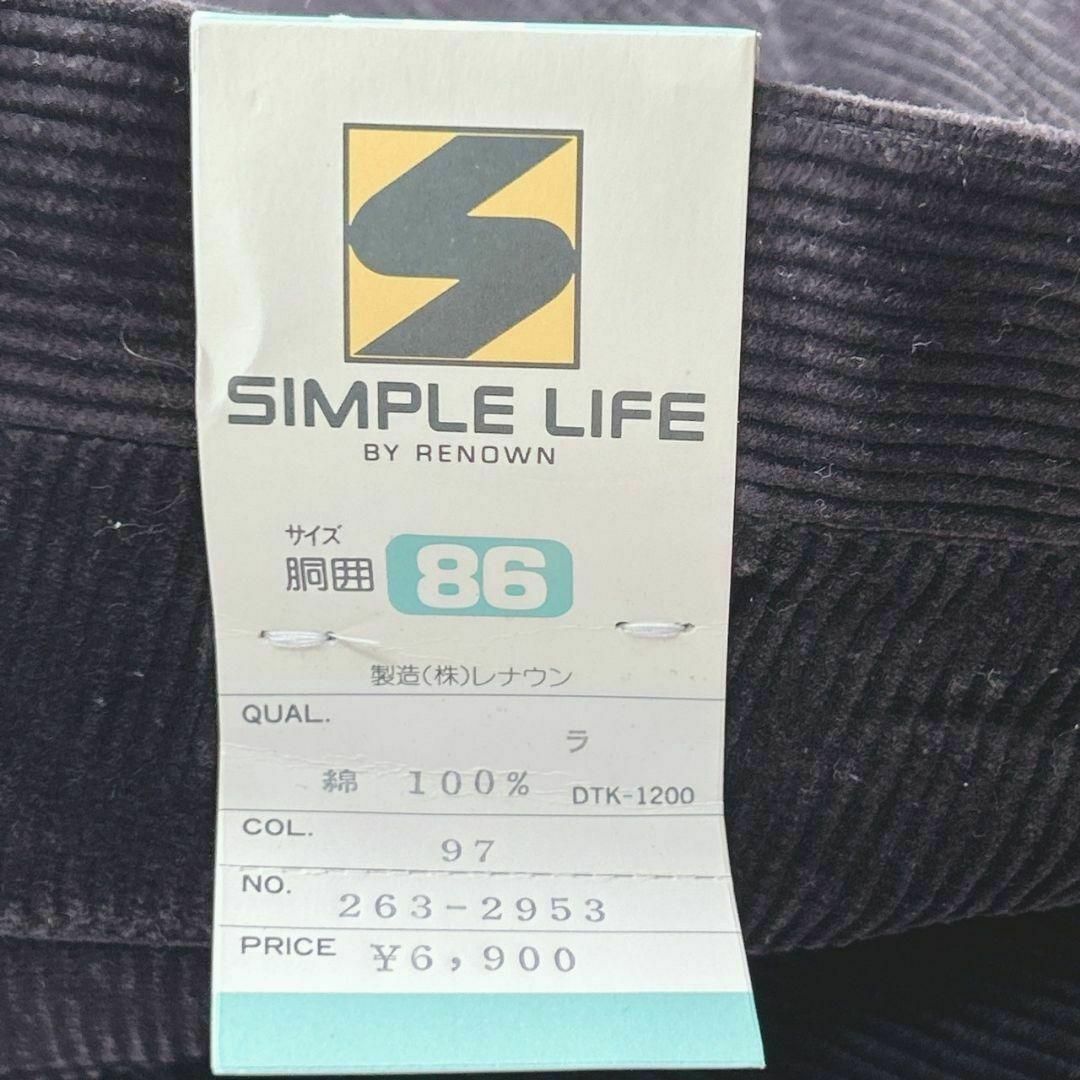 SIMPLE LIFE
BY RENOWN
サイズ
胴囲 86
製造(株)レナウン
QUAL.
ラ
綿 100% DTK-1200
COL.
97
NO.
263-2953
PRICE ¥6,900